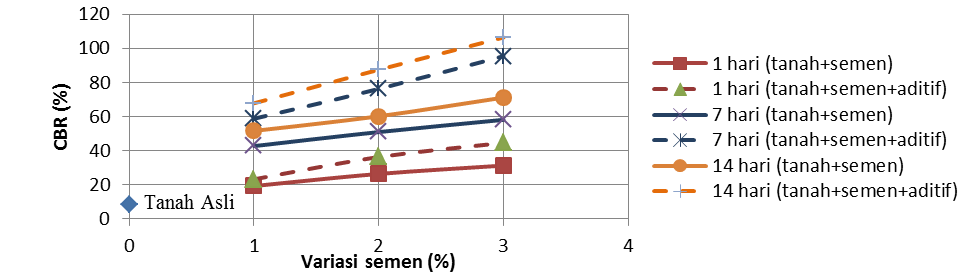 120
100
80
60
40
20
0
CBR (%)
Tanah Asli
0 1 2 3 4
Variasi semen (%)
1 hari (tanah+semen)
1 hari (tanah+semen+aditif)
7 hari (tanah+semen)
7 hari (tanah+semen+aditif)
14 hari (tanah+semen)
14 hari (tanah+semen+aditif)